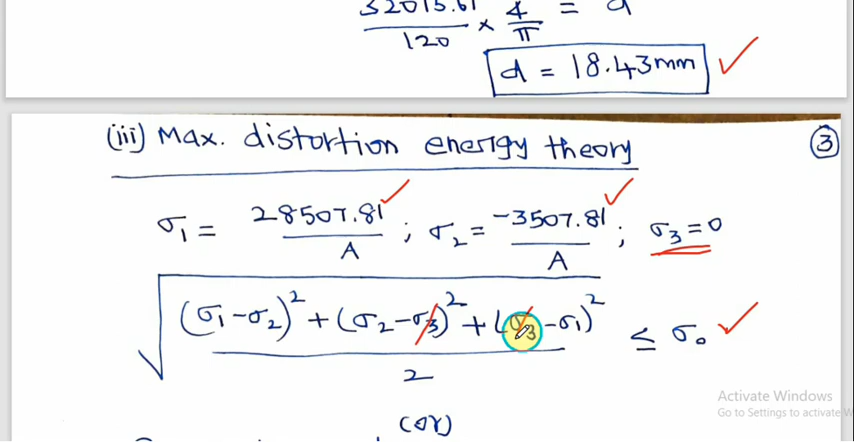 32015.61/120 × 4/π = d
d = 18.43mm
(iii) Max. distortion energy theory
③
σ₁ = 28507.81/A ; σ₂ = -3507.81/A ; σ₃ = 0
√((σ₁-σ₂)²+(σ₂-σ₃)²+(σ₃-σ₁)²/2) ≤ σ₀
(or)
Activate Windows
Go to Settings to activate W